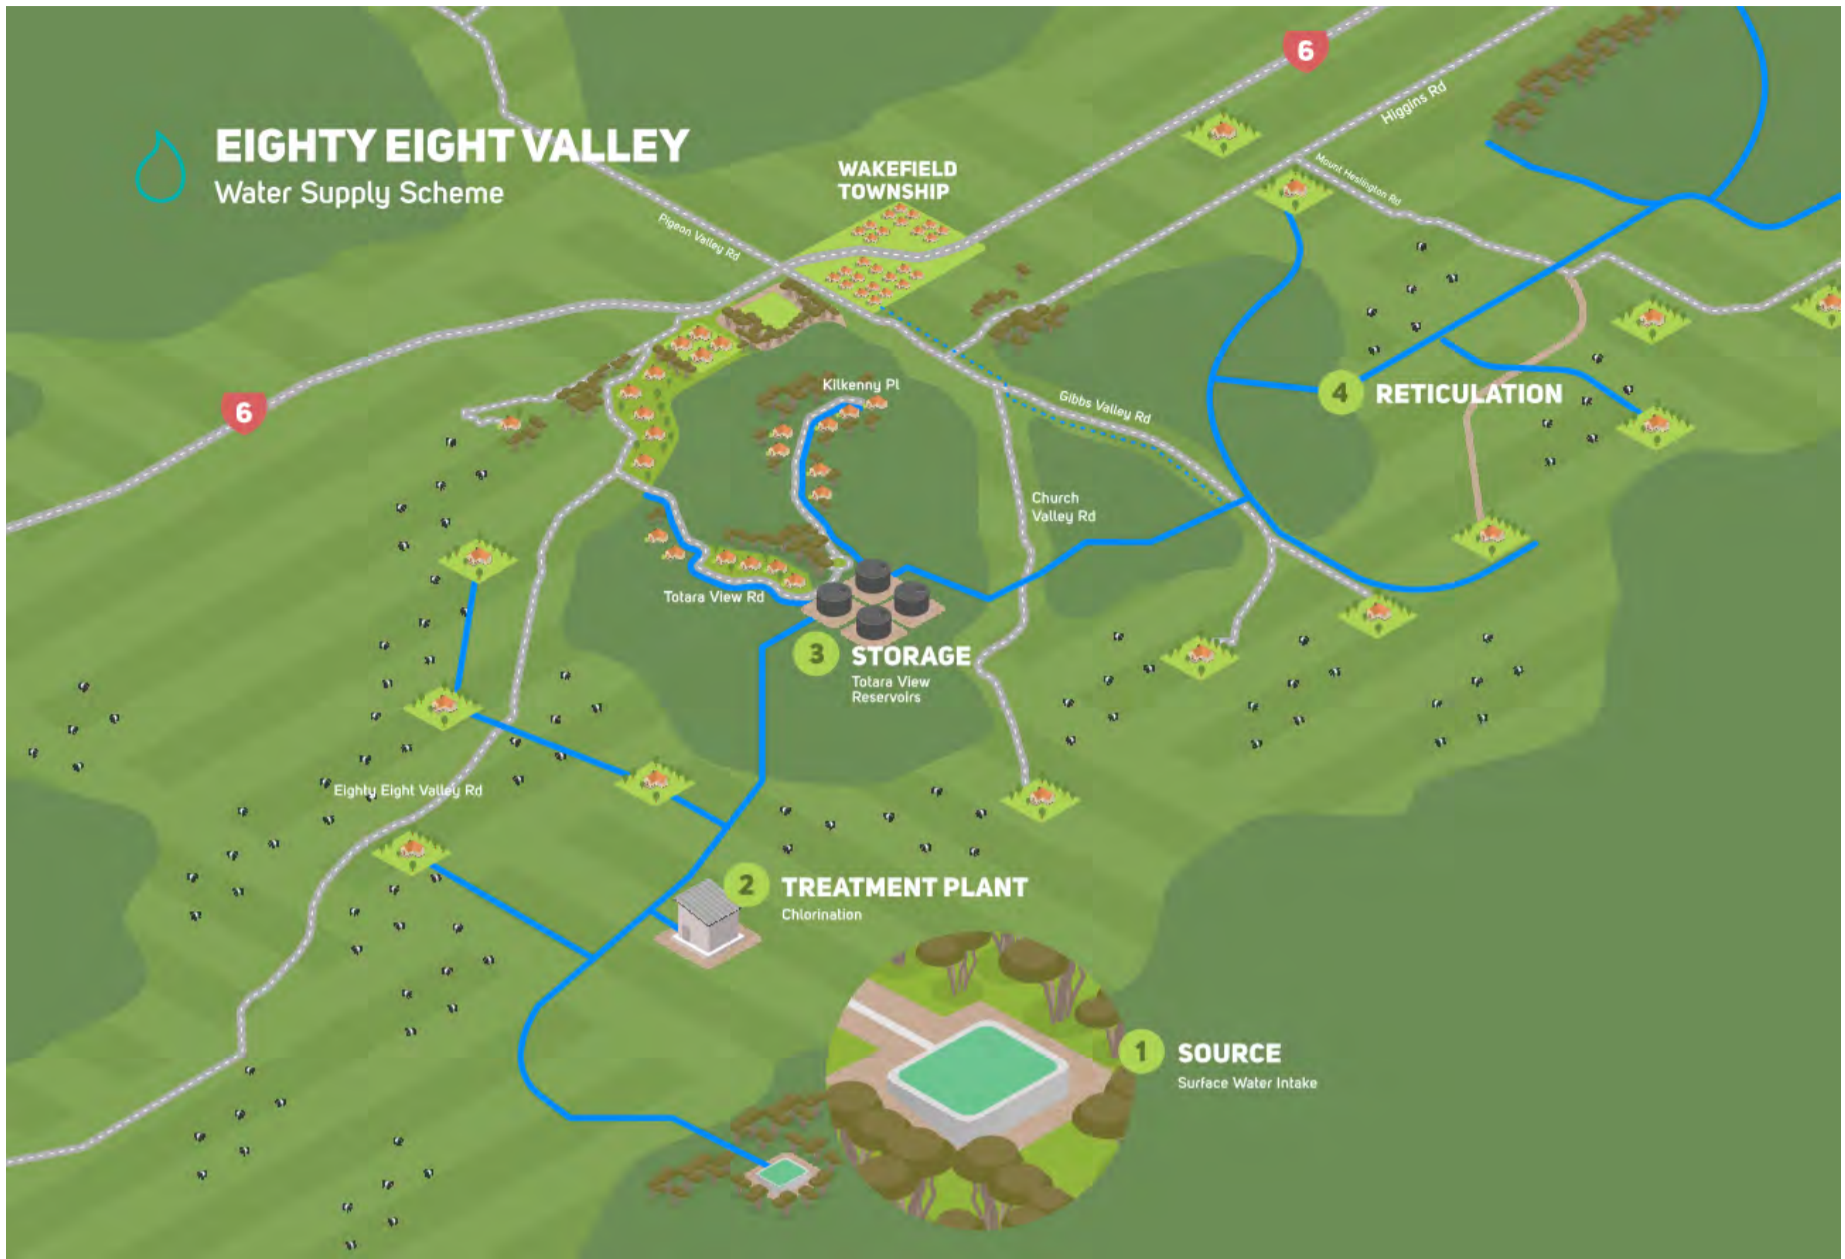 EIGHTY EIGHT VALLEY
Water Supply Scheme
6
Higgins Rd
Mount Heslington Rd
WAKEFIELD
TOWNSHIP
Pigeon Valley Rd
6
Kilkenny Pl
Gibbs Valley Rd
4 RETICULATION
Church
Valley Rd
Totara View Rd
3 STORAGE
Totara View
Reservoirs
Eighty Eight Valley Rd
2 TREATMENT PLANT
Chlorination
1 SOURCE
Surface Water Intake